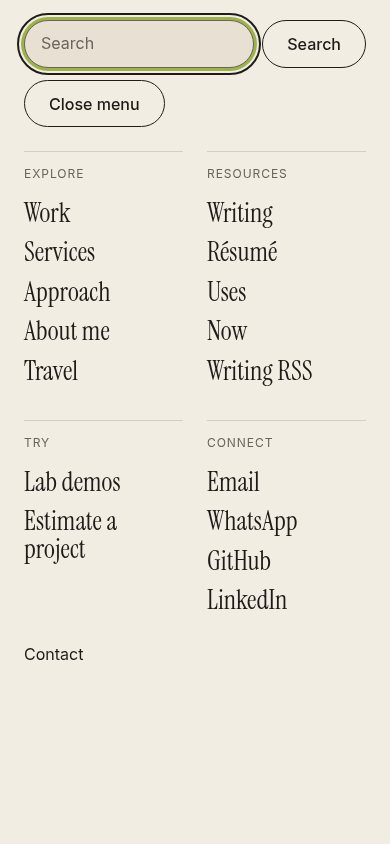 Search
Search
Close menu
EXPLORE
Work
Services
Approach
About me
Travel
RESOURCES
Writing
Résumé
Uses
Now
Writing RSS
TRY
Lab demos
Estimate a
project
CONNECT
Email
WhatsApp
GitHub
LinkedIn
Contact